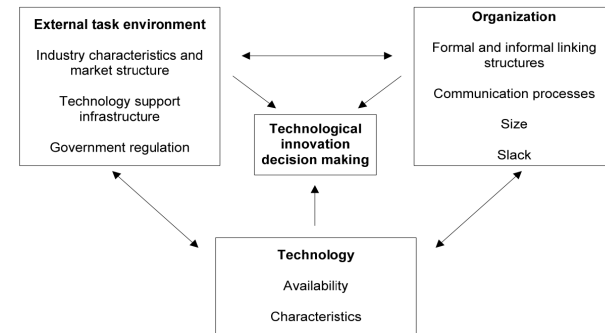 External task environment
Industry characteristics and
market structure
Technology support
infrastructure
Government regulation
Organization
Formal and informal linking
structures
Communication processes
Size
Slack
Technological
innovation
decision making
Technology
Availability
Characteristics